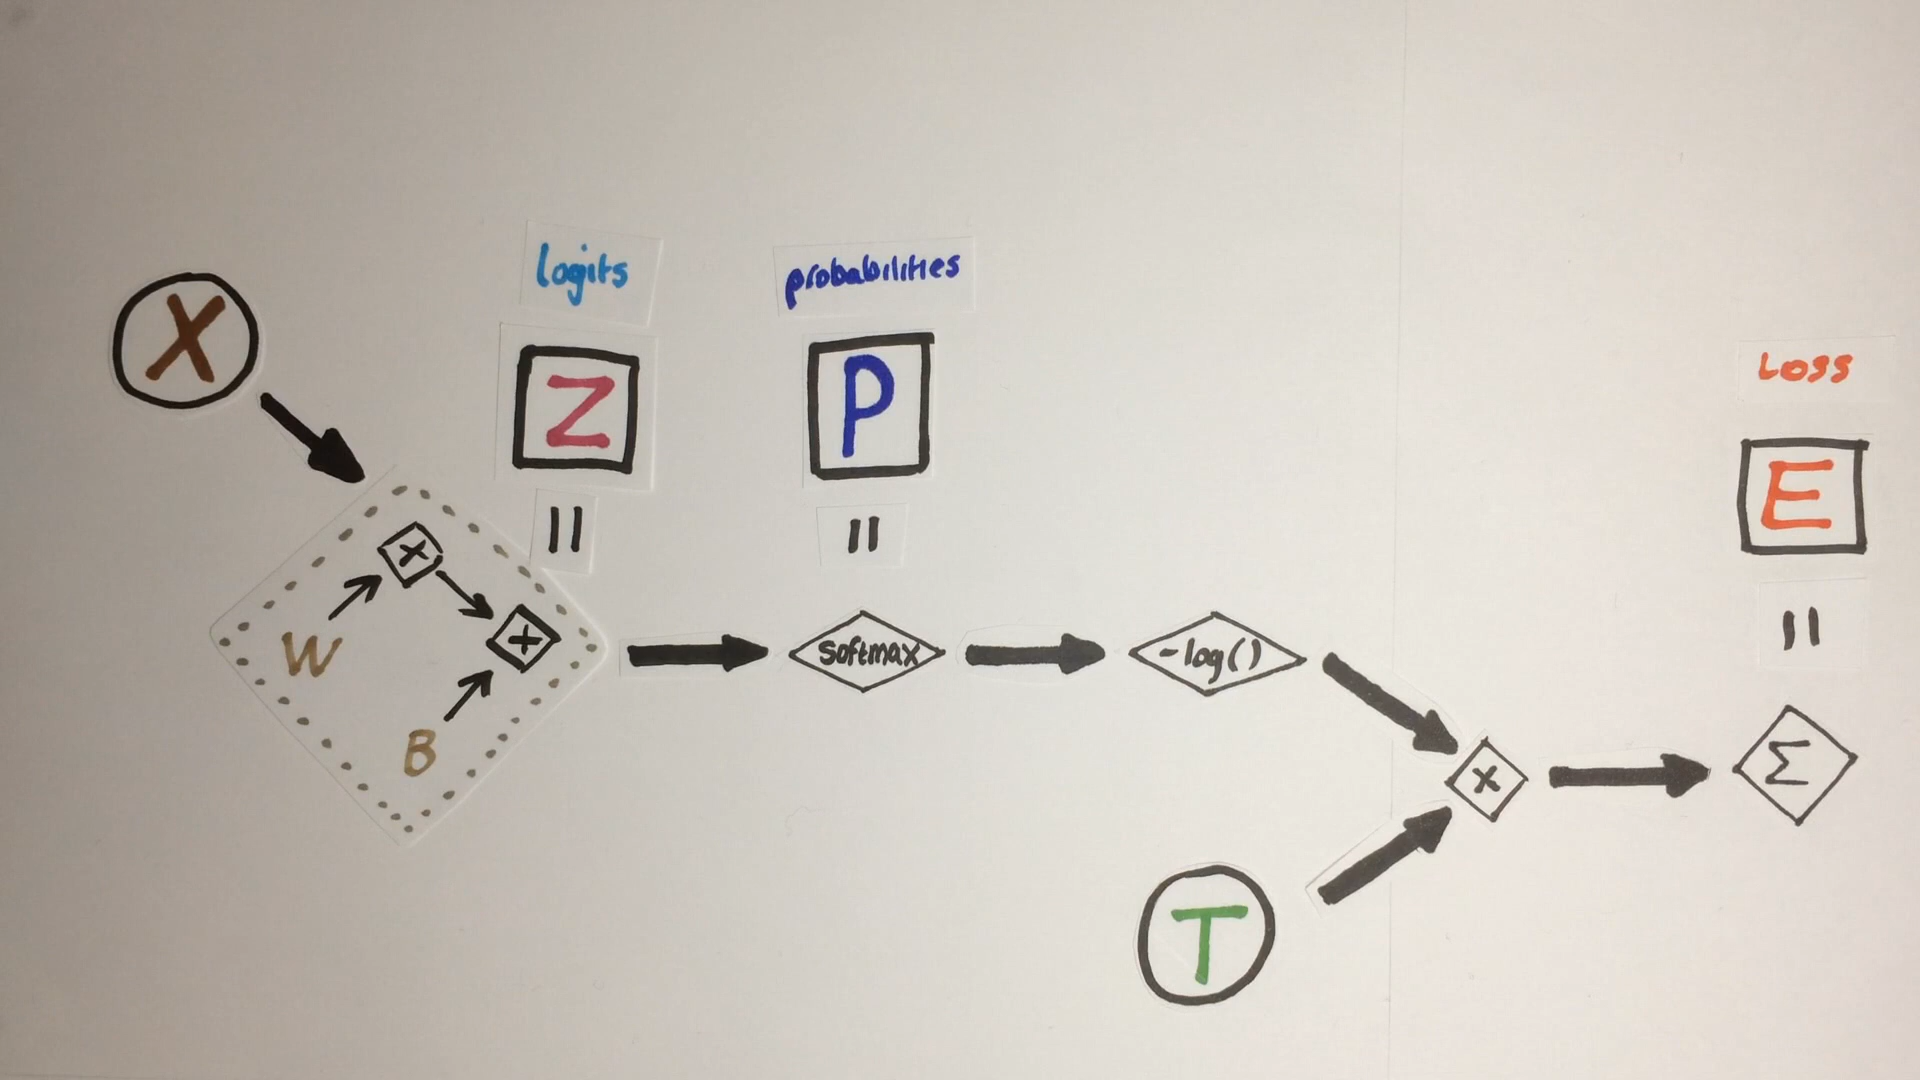 logits
probabilities
X
Z
P
Loss
E
=
=
=
x
W
x
B
softmax
-log()
x
Σ
T